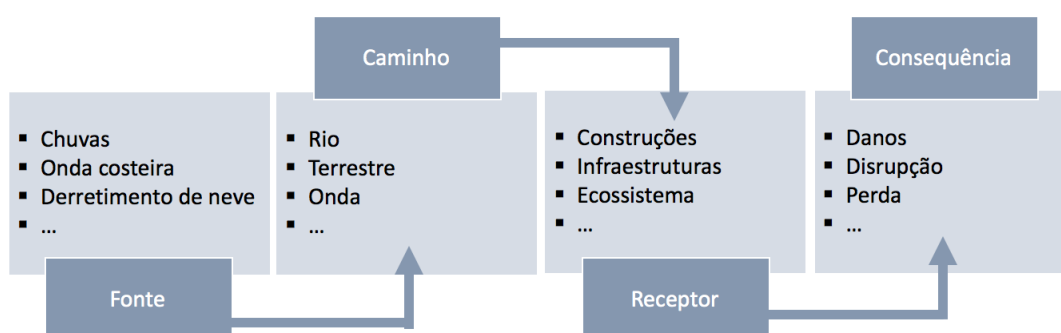 Caminho
Consequência
▪ Chuvas
▪ Onda costeira
▪ Derretimento de neve
▪ ...
▪ Rio
▪ Terrestre
▪ Onda
▪ ...
▪ Construções
▪ Infraestruturas
▪ Ecossistema
▪ ...
▪ Danos
▪ Disrupção
▪ Perda
▪ ...
Fonte
Receptor